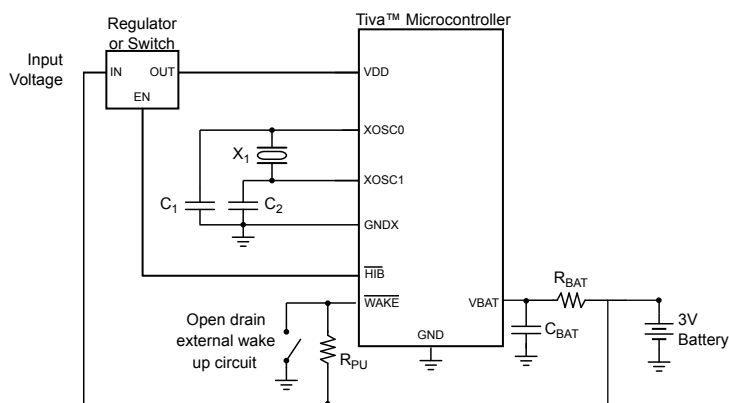 Tiva™ Microcontroller
Regulator
or Switch
Input
Voltage
IN
OUT
EN
VDD
XOSC0
X1
XOSC1
C1
C2
GNDX
HIB
WAKE
VBAT
RBAT
Open drain
external wake
up circuit
RPU
GND
CBAT
3V
Battery